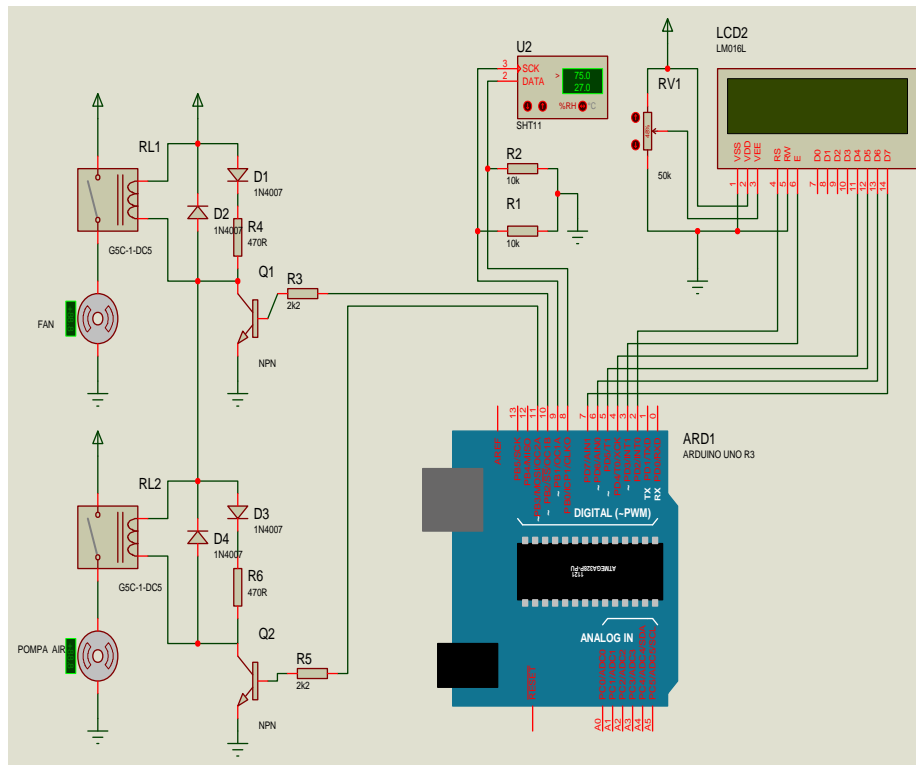 LCD2
LM016L
U2
3
SCK
2
DATA
>
75.0
27.0
%RH
°C
SHT11
RV1
48%
50k
VSS
VDD
VEE
RS
RW
E
D0
D1
D2
D3
D4
D5
D6
D7
1
2
3
4
5
6
7
8
9
10
11
12
13
14
RL1
G5C-1-DC5
D1
1N4007
D2
1N4007
R4
470R
Q1
NPN
R3
2k2
FAN
R2
10k
R1
10k
RL2
G5C-1-DC5
D3
1N4007
D4
1N4007
R6
470R
Q2
NPN
R5
2k2
POMPA AIR
13
12
11
10
9
8
7
6
5
4
3
2
1
0
ARD1
ARDUINO UNO R3
AREF
TX
RX
~
~
~
~
~
~
DIGITAL (~PWM)
ATMEGA328P-PU
1121
ANALOG IN
RESET
A0
A1
A2
A3
A4
A5